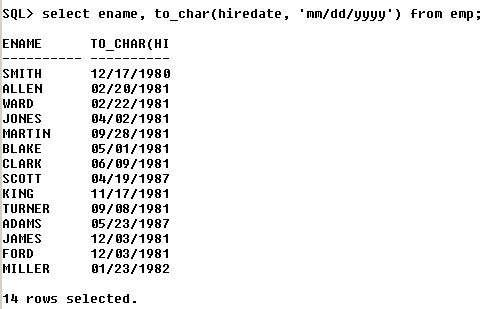 SQL> select ename, to_char(hiredate, 'mm/dd/yyyy') from emp;
ENAME      TO_CHAR(HI
---------- ----------
SMITH      12/17/1980
ALLEN      02/20/1981
WARD       02/22/1981
JONES      04/02/1981
MARTIN     09/28/1981
BLAKE      05/01/1981
CLARK      06/09/1981
SCOTT      04/19/1987
KING       11/17/1981
TURNER     09/08/1981
ADAMS      05/23/1987
JAMES      12/03/1981
FORD       12/03/1981
MILLER     01/23/1982
14 rows selected.